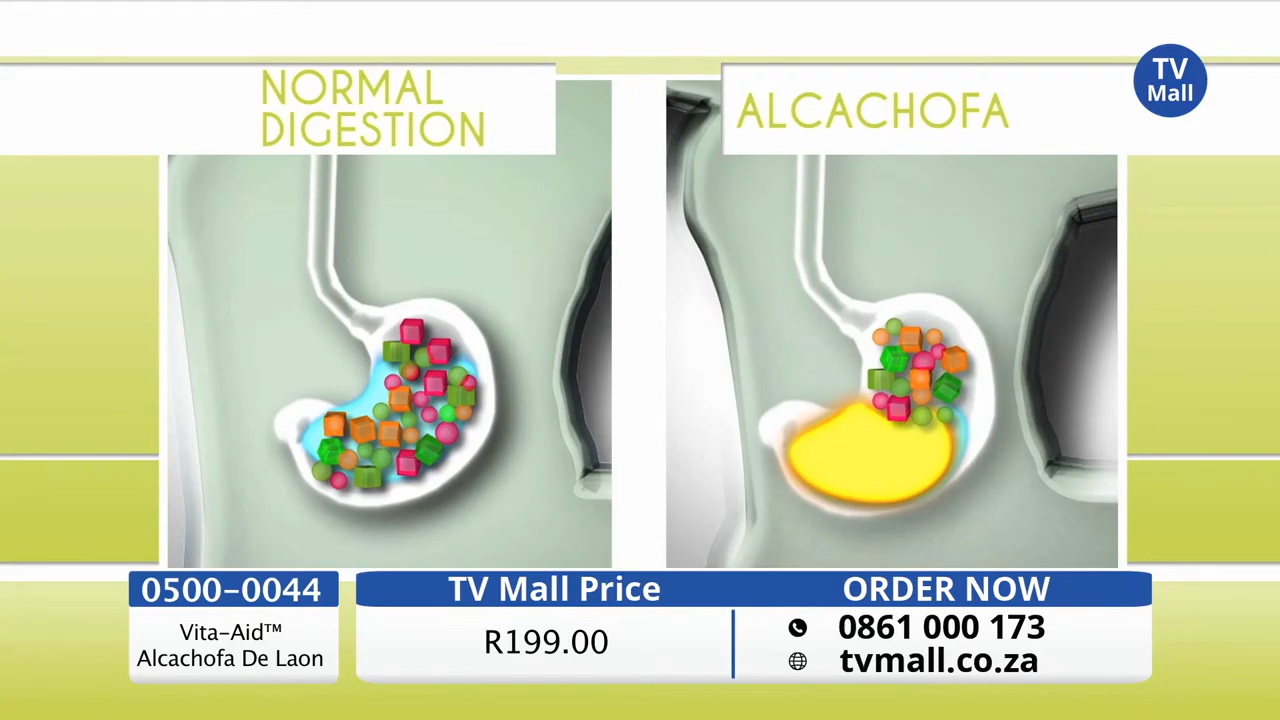 NORMAL
DIGESTION
ALCACHOFA
TV
Mall
0500-0044
Vita-Aid™
Alcachofa De Laon
TV Mall Price
R199.00
ORDER NOW
0861 000 173
tvmall.co.za